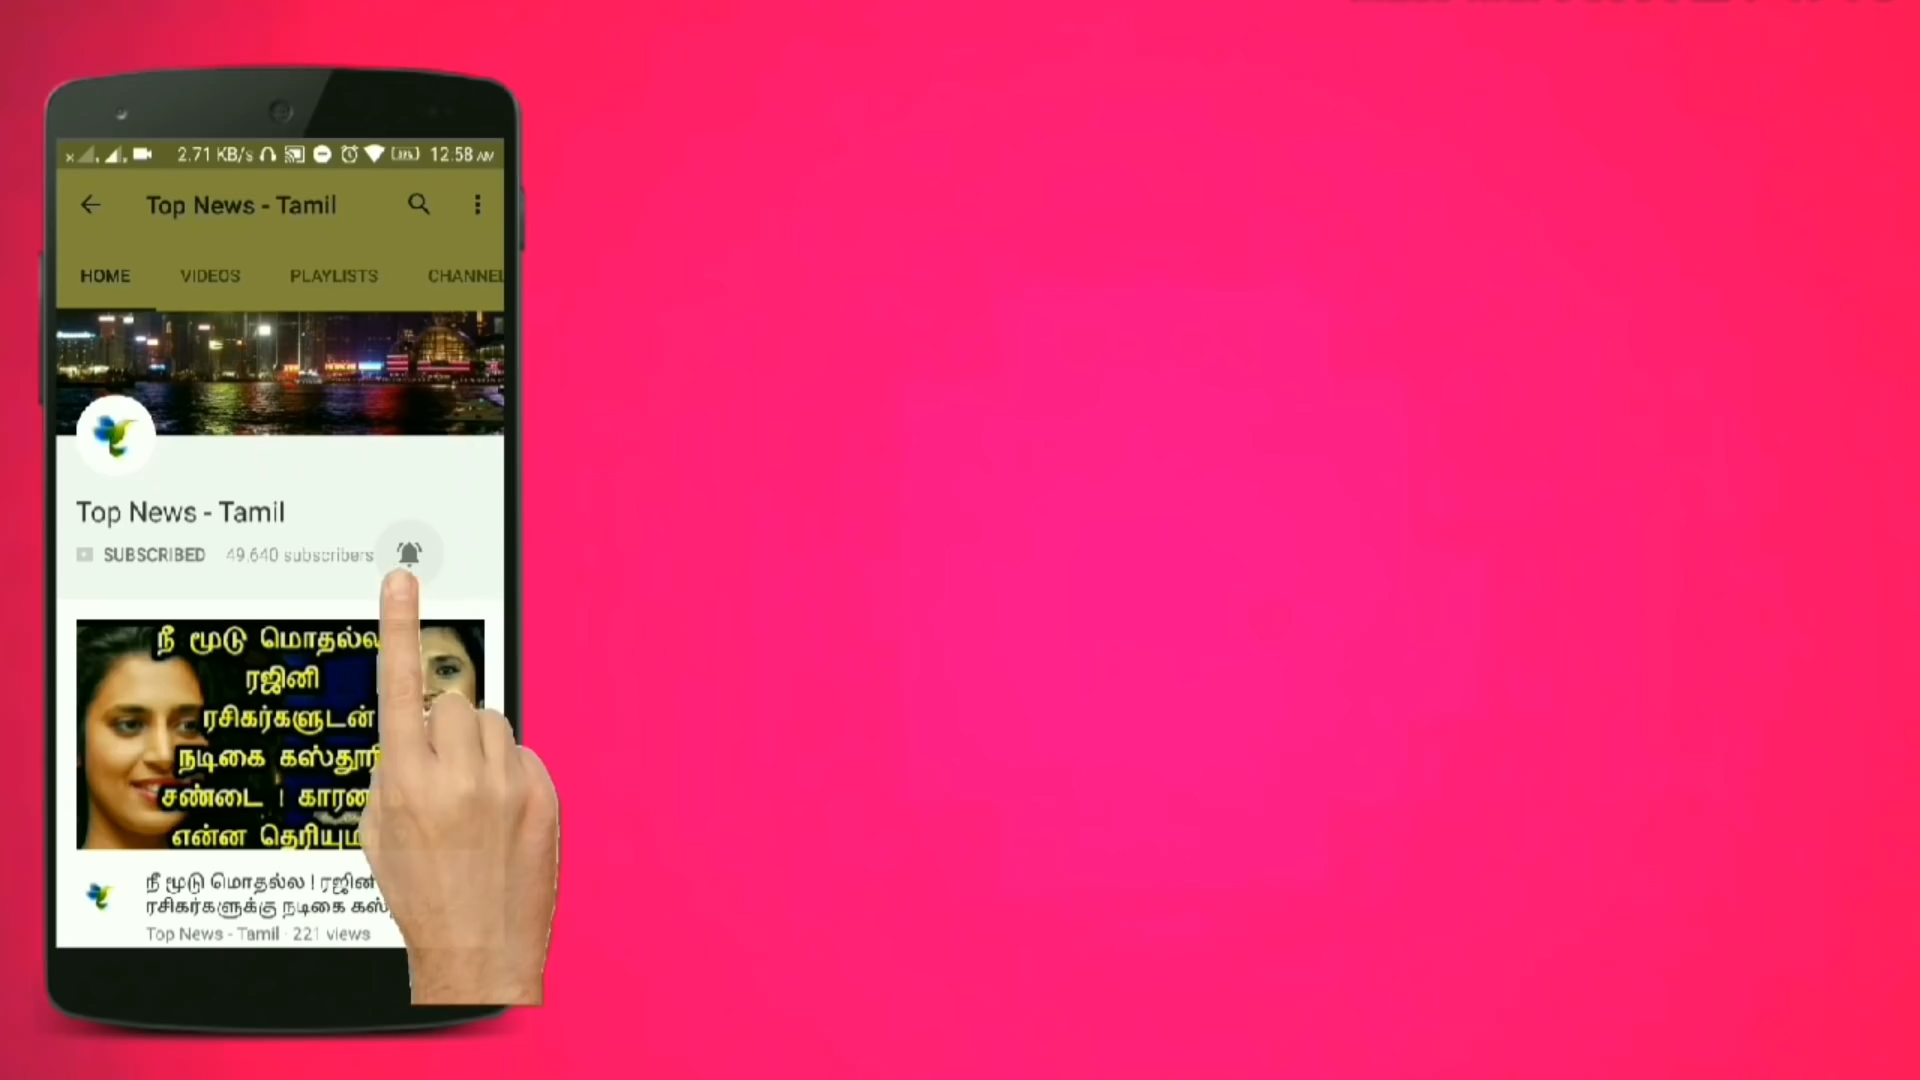 2.71 KB/s 12.58 AM
Top News - Tamil
HOME VIDEOS PLAYLISTS CHANNEL
Top News - Tamil
SUBSCRIBED 49,640 subscribers
நீ மூடு மொதல்ல
ரஜினி
ரசிகர்களுடன்
நடிகை கஸ்தூரி
சண்டை | காரணம்
என்ன
நீ மூடு மொதல்ல ! ரஜினி
ரசிகர்களுக்கு நடிகை
Top News - Tamil · 221 views